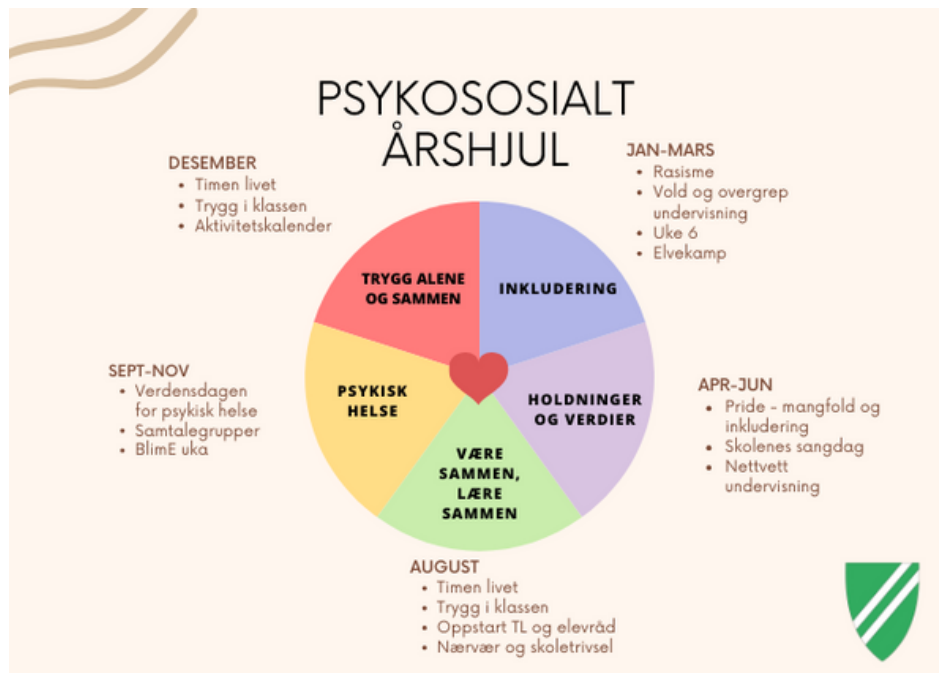 PSYKOSOSIALT
ÅRSHJUL
DESEMBER
• Timen livet
• Trygg i klassen
• Aktivitetskalender
JAN-MARS
• Rasisme
• Vold og overgrep
undervisning
• Uke 6
• Elvekamp
TRYGG ALENE
OG SAMMEN
INKLUDERING
SEPT-NOV
• Verdensdagen
for psykisk helse
• Samtalegrupper
• BlimE uka
PSYKISK
HELSE
HOLDNINGER
OG VERDIER
APR-JUN
• Pride - mangfold og
inkludering
• Skolenes sangdag
• Nettvett
undervisning
VÆRE
SAMMEN,
LÆRE
SAMMEN
AUGUST
• Timen livet
• Trygg i klassen
• Oppstart TL og elevråd
• Nærvær og skoletrivsel